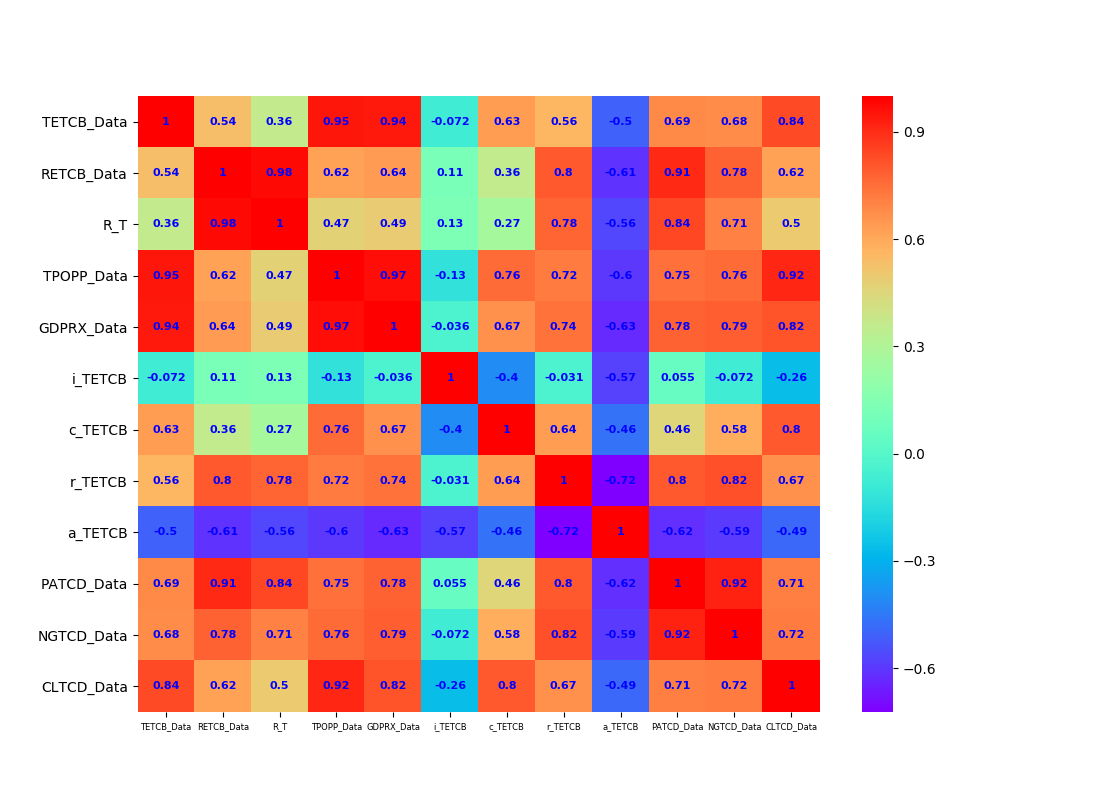 TETCB_Data 1 0.54 0.36 0.95 0.94 -0.072 0.63 0.56 -0.5 0.69 0.68 0.84
RETCB_Data 0.54 1 0.98 0.62 0.64 0.11 0.36 0.8 -0.61 0.91 0.78 0.62
R_T 0.36 0.98 1 0.47 0.49 0.13 0.27 0.78 -0.56 0.84 0.71 0.5
TPOPP_Data 0.95 0.62 0.47 1 0.97 -0.13 0.76 0.72 -0.6 0.75 0.76 0.92
GDPRX_Data 0.94 0.64 0.49 0.97 1 -0.036 0.67 0.74 -0.63 0.78 0.79 0.82
i_TETCB -0.072 0.11 0.13 -0.13 -0.036 1 -0.4 -0.031 -0.57 0.055 -0.072 -0.26
c_TETCB 0.63 0.36 0.27 0.76 0.67 -0.4 1 0.64 -0.46 0.46 0.58 0.8
r_TETCB 0.56 0.8 0.78 0.72 0.74 -0.031 0.64 1 -0.72 0.8 0.82 0.67
a_TETCB -0.5 -0.61 -0.56 -0.6 -0.63 -0.57 -0.46 -0.72 1 -0.62 -0.59 -0.49
PATCD_Data 0.69 0.91 0.84 0.75 0.78 0.055 0.46 0.8 -0.62 1 0.92 0.71
NGTCD_Data 0.68 0.78 0.71 0.76 0.79 -0.072 0.58 0.82 -0.59 0.92 1 0.72
CLTCD_Data 0.84 0.62 0.5 0.92 0.82 -0.26 0.8 0.67 -0.49 0.71 0.72 1
TETCB_Data RETCB_Data R_T TPOPP_Data GDPRX_Data i_TETCB c_TETCB r_TETCB a_TETCB PATCD_Data NGTCD_Data CLTCD_Data
0.9
0.6
0.3
0.0
−0.3
−0.6